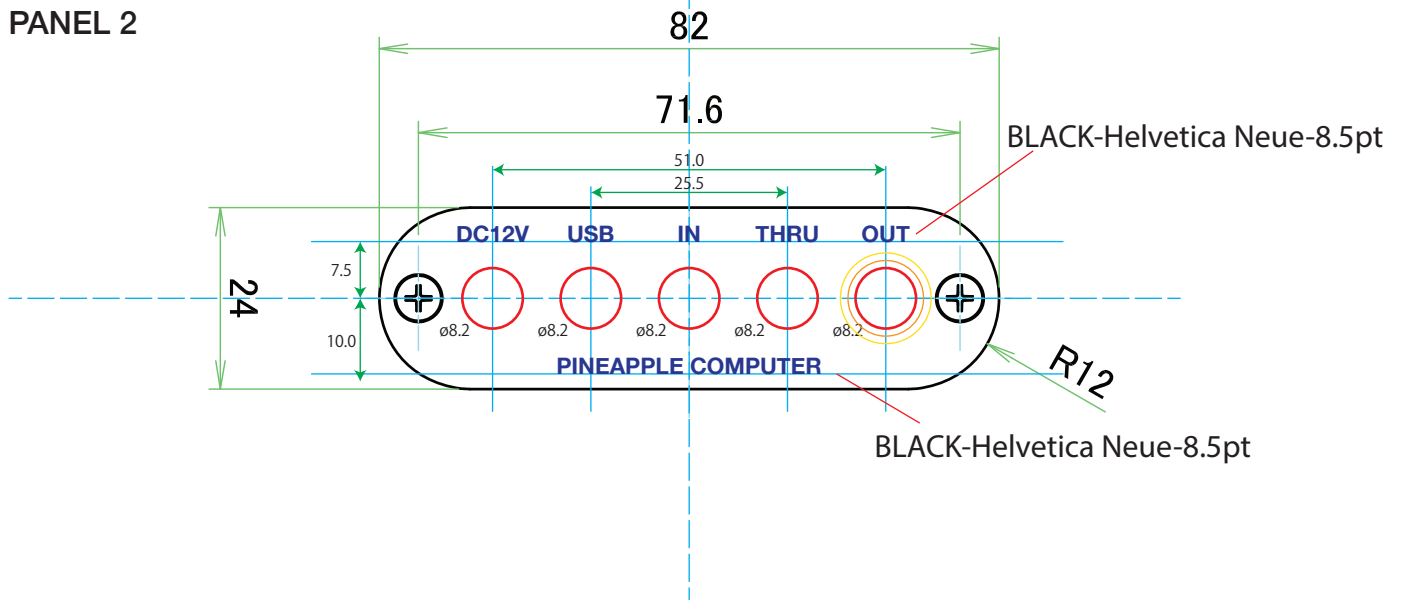 PANEL 2
82
71.6
BLACK-Helvetica Neue-8.5pt
51.0
25.5
DC12V USB IN THRU OUT
7.5
24
10.0
ø8.2 ø8.2 ø8.2 ø8.2 ø8.2
PINEAPPLE COMPUTER
R12
BLACK-Helvetica Neue-8.5pt